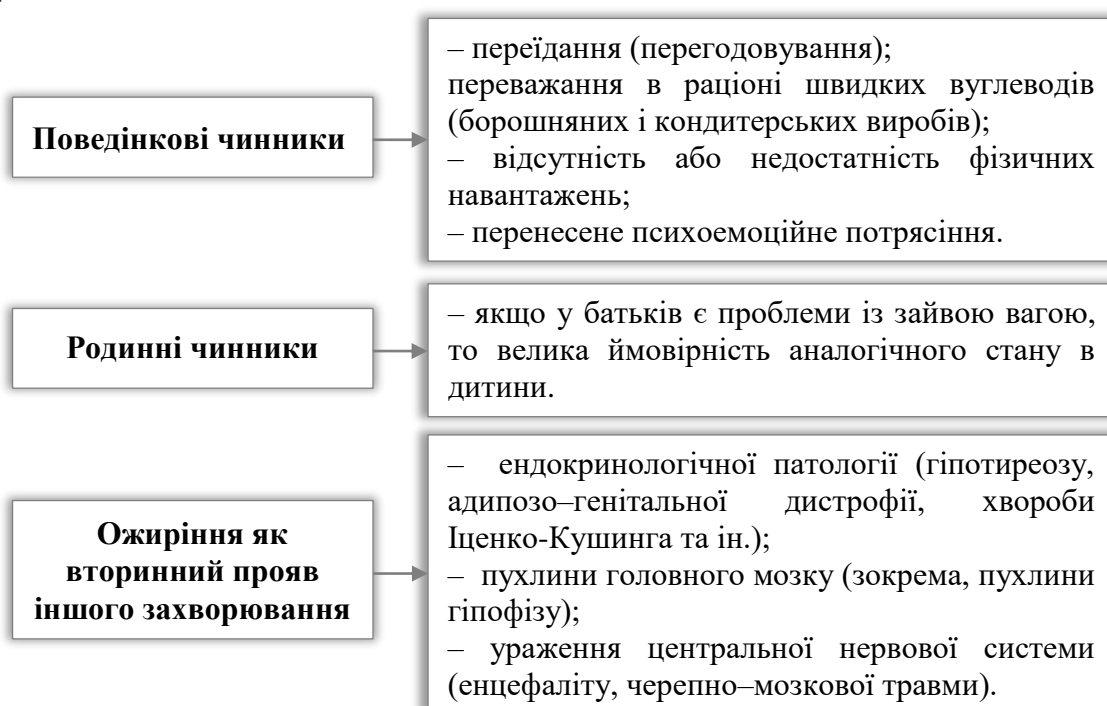 Поведінкові чинники
– переїдання (перегодовування);
переважання в раціоні швидких вуглеводів
(борошняних і кондитерських виробів);
– відсутність або недостатність фізичних
навантажень;
– перенесене психоемоційне потрясіння.
Родинні чинники
– якщо у батьків є проблеми із зайвою вагою,
то велика ймовірність аналогічного стану в
дитини.
Ожиріння як
вторинний прояв
іншого захворювання
– ендокринологічної патології (гіпотиреозу,
адипозо–генітальної дистрофії, хвороби
Іценко-Кушинга та ін.);
– пухлини головного мозку (зокрема, пухлини
гіпофізу);
– ураження центральної нервової системи
(енцефаліту, черепно–мозкової травми).